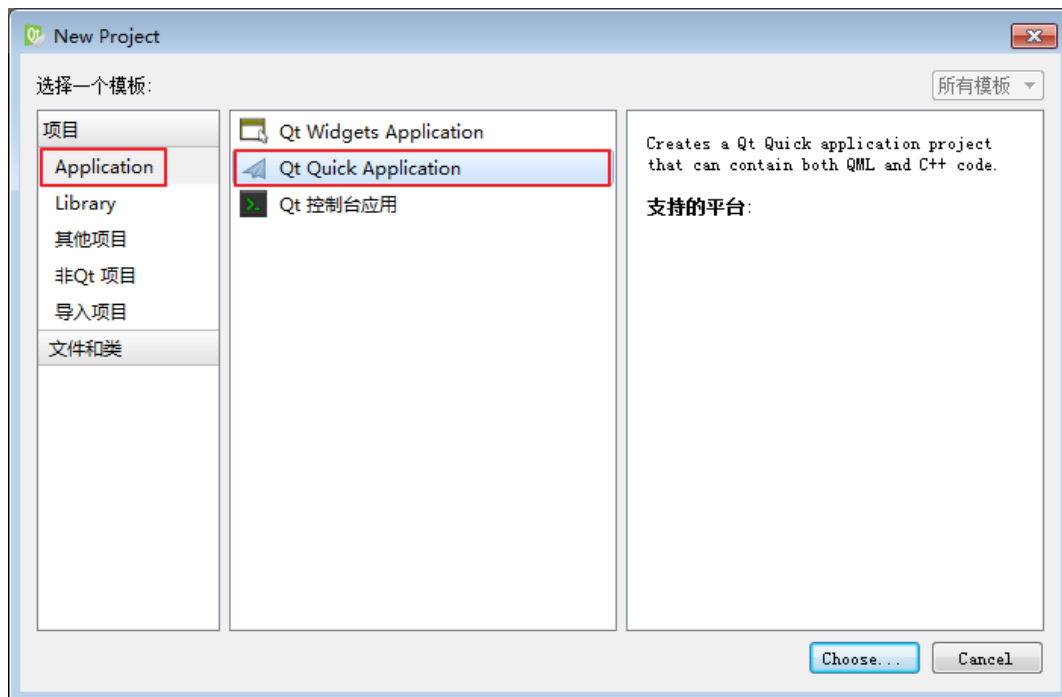 New Project
选择一个模板:
所有模板
项目
Application
Library
其他项目
非Qt 项目
导入项目
文件和类
Qt Widgets Application
Qt Quick Application
Qt 控制台应用
Creates a Qt Quick application project
that can contain both QML and C++ code.
支持的平台:
Choose...
Cancel